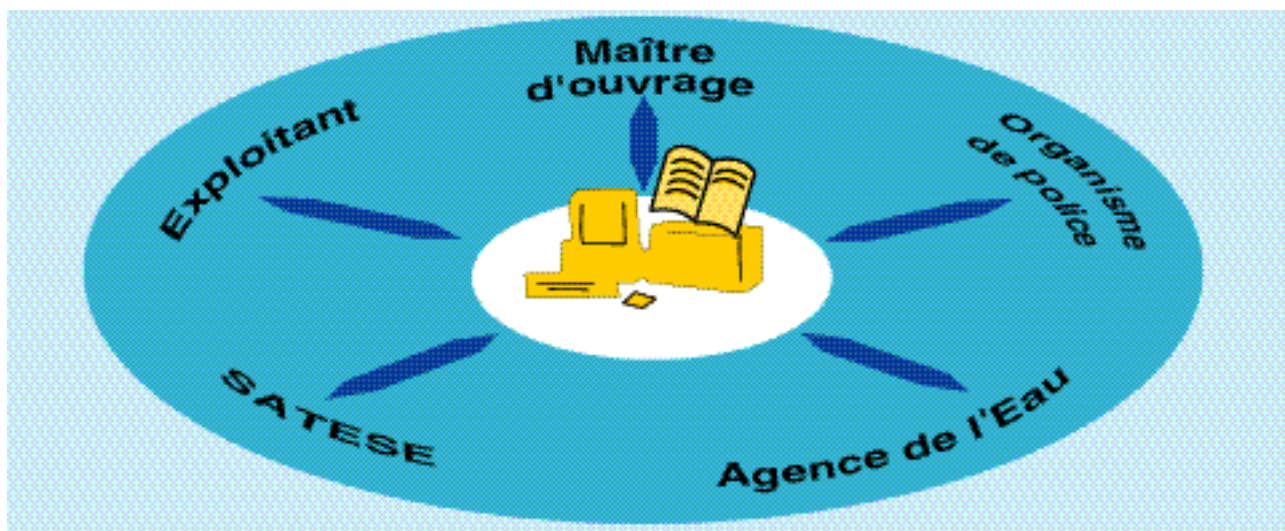 Maître
d'ouvrage
Exploitant
Organisme
de police
SATESE
Agence de l'Eau